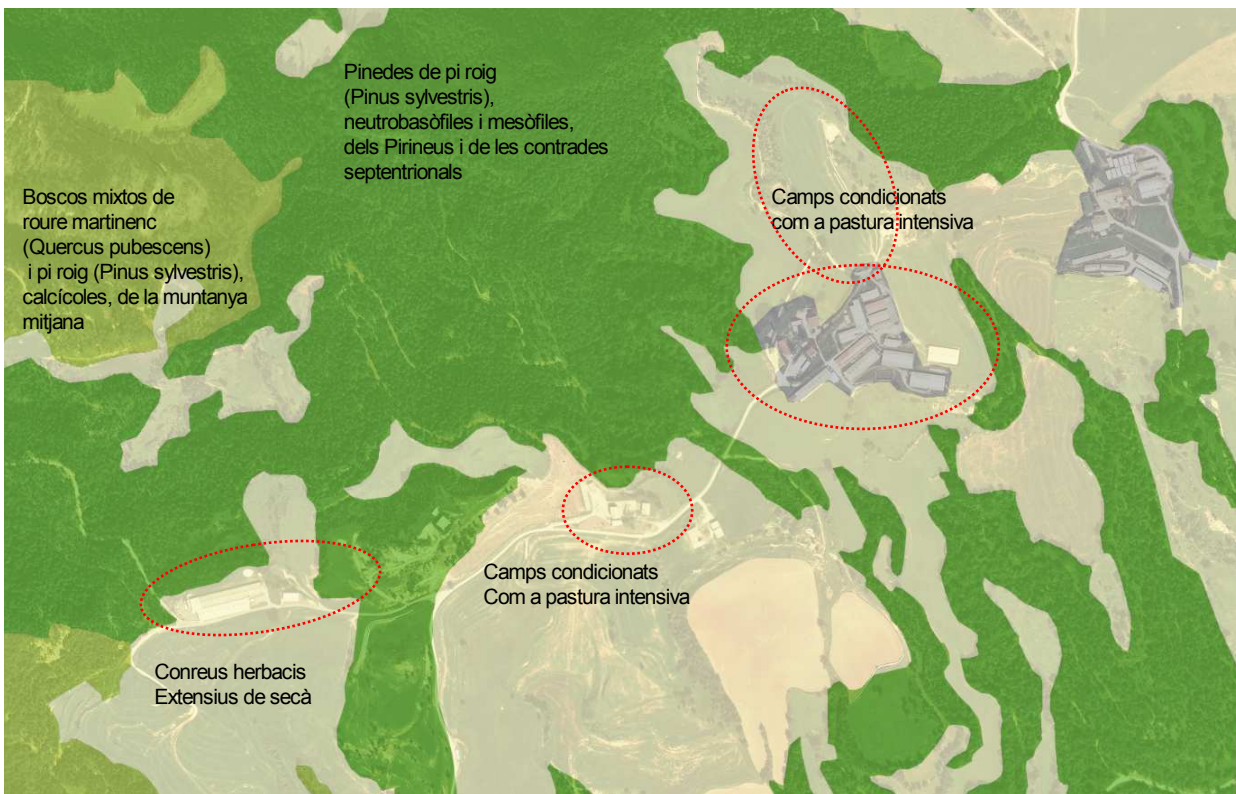 Pinedes de pi roig
(Pinus sylvestris),
neutrobasòfiles i mesòfiles,
dels Pirineus i de les contrades
septentrionals
Boscos mixtos de
roure martinenc
(Quercus pubescens)
i pi roig (Pinus sylvestris),
calcícoles, de la muntanya
mitjana
Camps condicionats
com a pastura intensiva
Camps condicionats
Com a pastura intensiva
Conreus herbacis
Extensius de secà